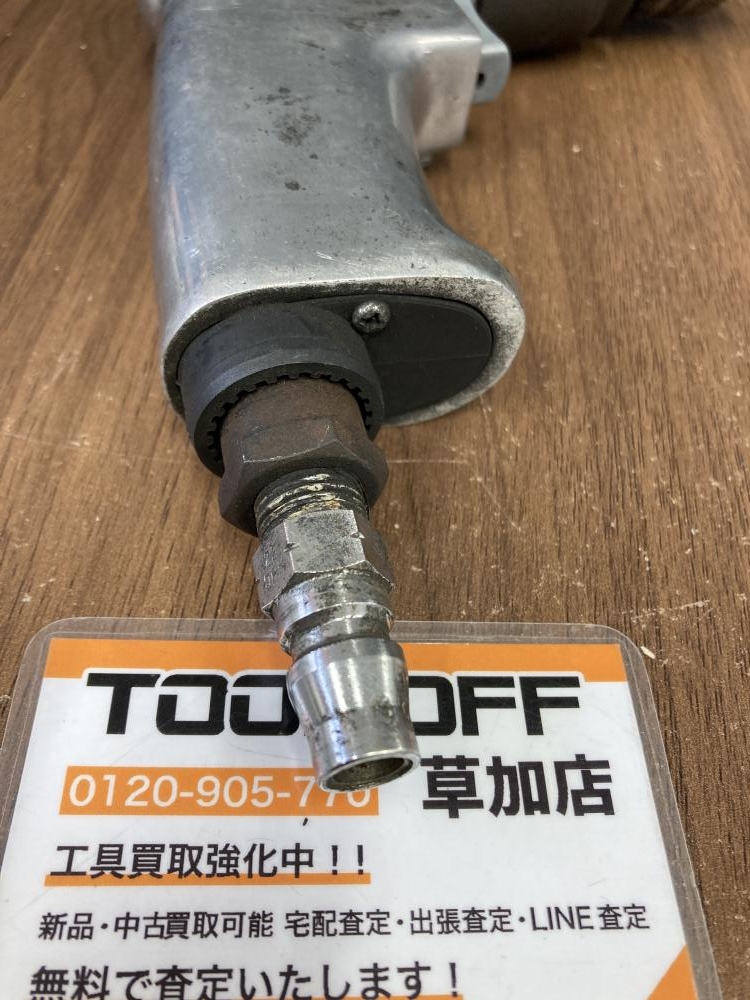 TOO OFF
0120-905-770
草加店
工具買取強化中！！
新品・中古買取可能 宅配査定・出張査定・LINE査定
無料で査定いたします！